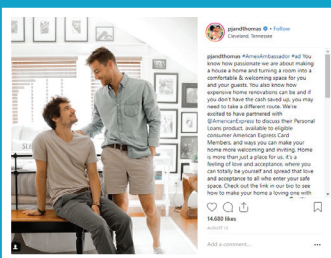 pjandthomas • Follow
Cleveland, Tennessee
pjandthomas #AmexAmbassador #ad You
know how passionate we are about making
a house a home and turning a room into a
comfortable & welcoming space for you
and your guests. You also know how
expensive home renovations can be and if
you don't have the cash saved up, you may
need to take a different route. We're
excited to have partnered with
@AmericanExpress to discuss their Personal
Loans product, available to eligible
consumer American Express Card
Members, and ways you can make your
home more welcoming and inviting. Home
is more than just a place for us, it's a
feeling of love and acceptance, where you
can totally be yourself and spread that love
and acceptance to all who enter your safe
space. Check out the link in our bio to see
how to make your home a loving one with
14,680 likes
AUGUST 13
Add a comment...